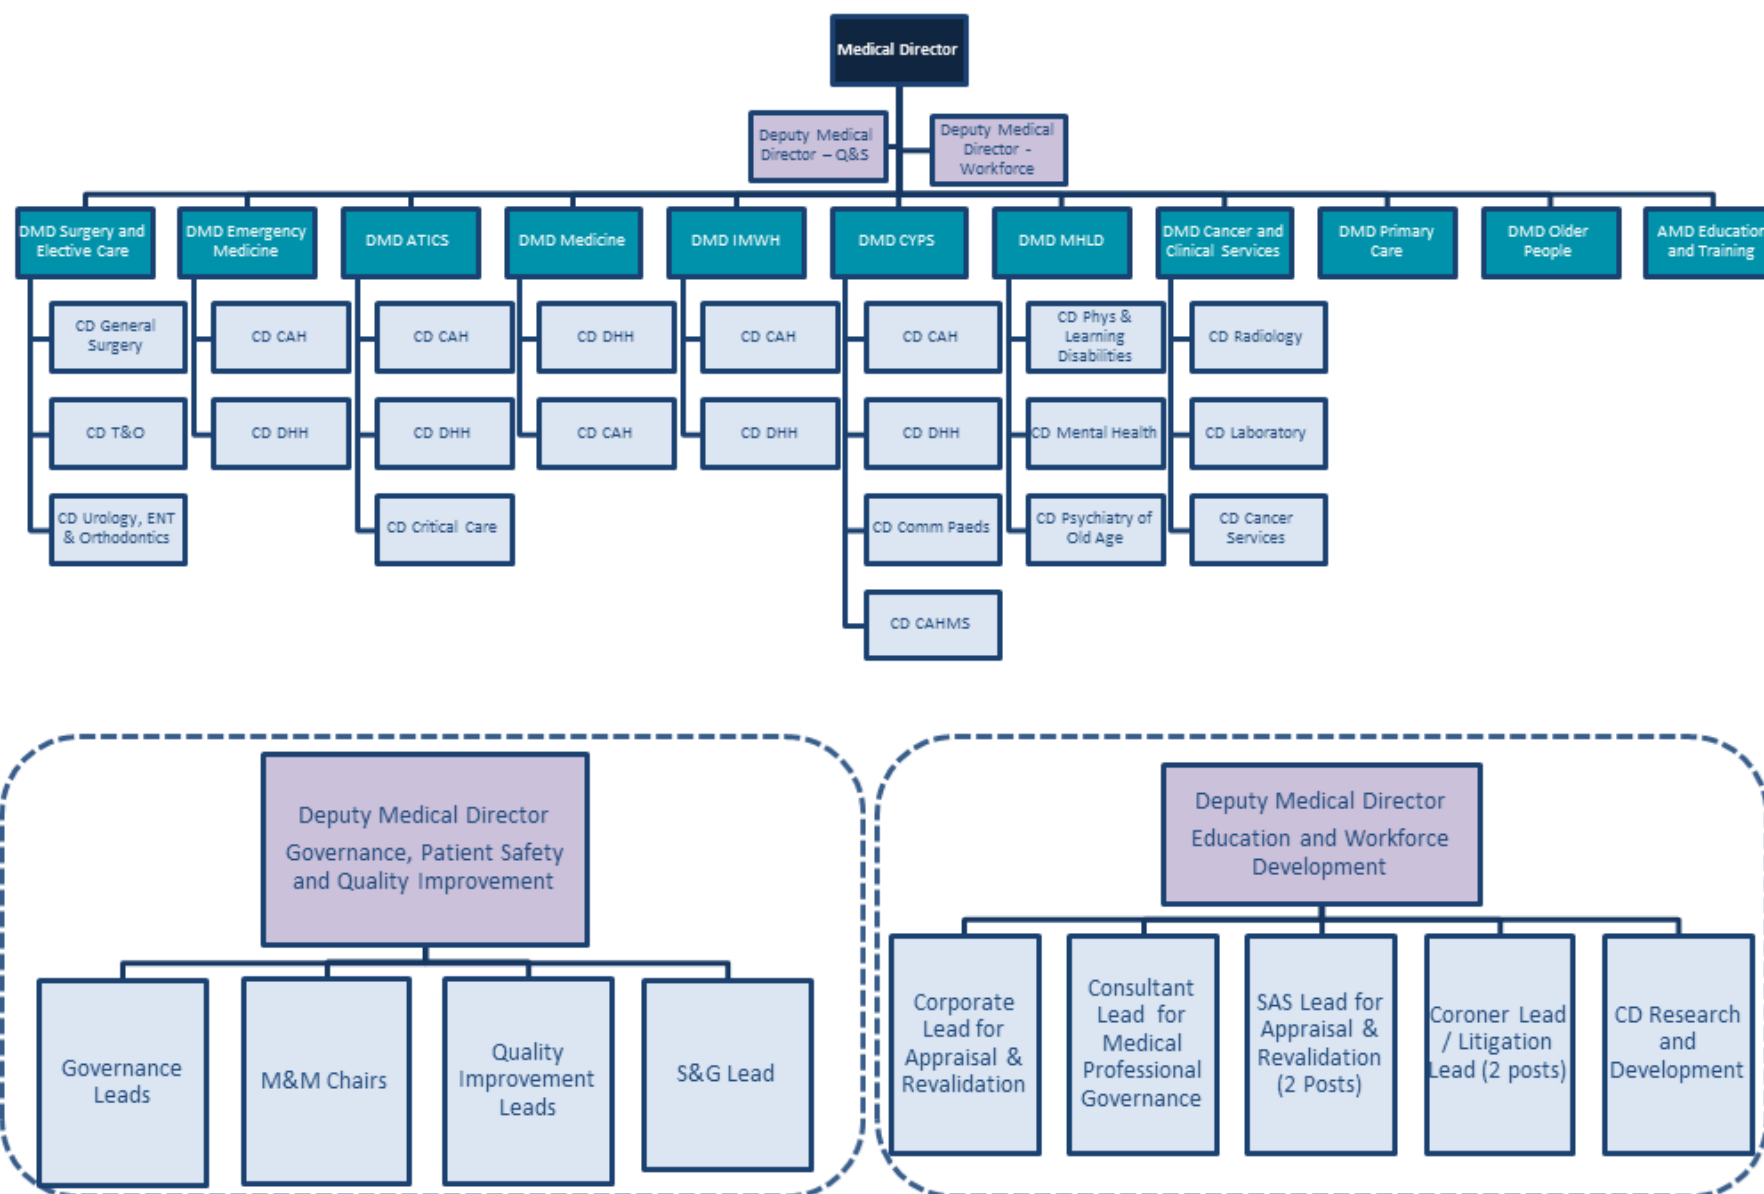 Medical Director
Deputy Medical
Director – Q&S
Deputy Medical
Director -
Workforce
DMD Surgery and
Elective Care
DMD Emergency
Medicine
DMD ATICS
DMD Medicine
DMD IMWH
DMD CYPS
DMD MHLD
DMD Cancer and
Clinical Services
DMD Primary
Care
DMD Older
People
AMD Education
and Training
CD General
Surgery
CD CAH
CD CAH
CD DHH
CD CAH
CD CAH
CD Phys &
Learning
Disabilities
CD Radiology
CD T&O
CD DHH
CD DHH
CD CAH
CD DHH
CD DHH
CD Mental Health
CD Laboratory
CD Urology, ENT
& Orthodontics
CD Critical Care
CD Comm Paeds
CD Psychiatry of
Old Age
CD Cancer
Services
CD CAHMS
Deputy Medical Director
Governance, Patient Safety
and Quality Improvement
Governance
Leads
M&M Chairs
Quality
Improvement
Leads
S&G Lead
Deputy Medical Director
Education and Workforce
Development
Corporate
Lead for
Appraisal &
Revalidation
Consultant
Lead for
Medical
Professional
Governance
SAS Lead for
Appraisal &
Revalidation
(2 Posts)
Coroner Lead
/ Litigation
Lead (2 posts)
CD Research
and
Development